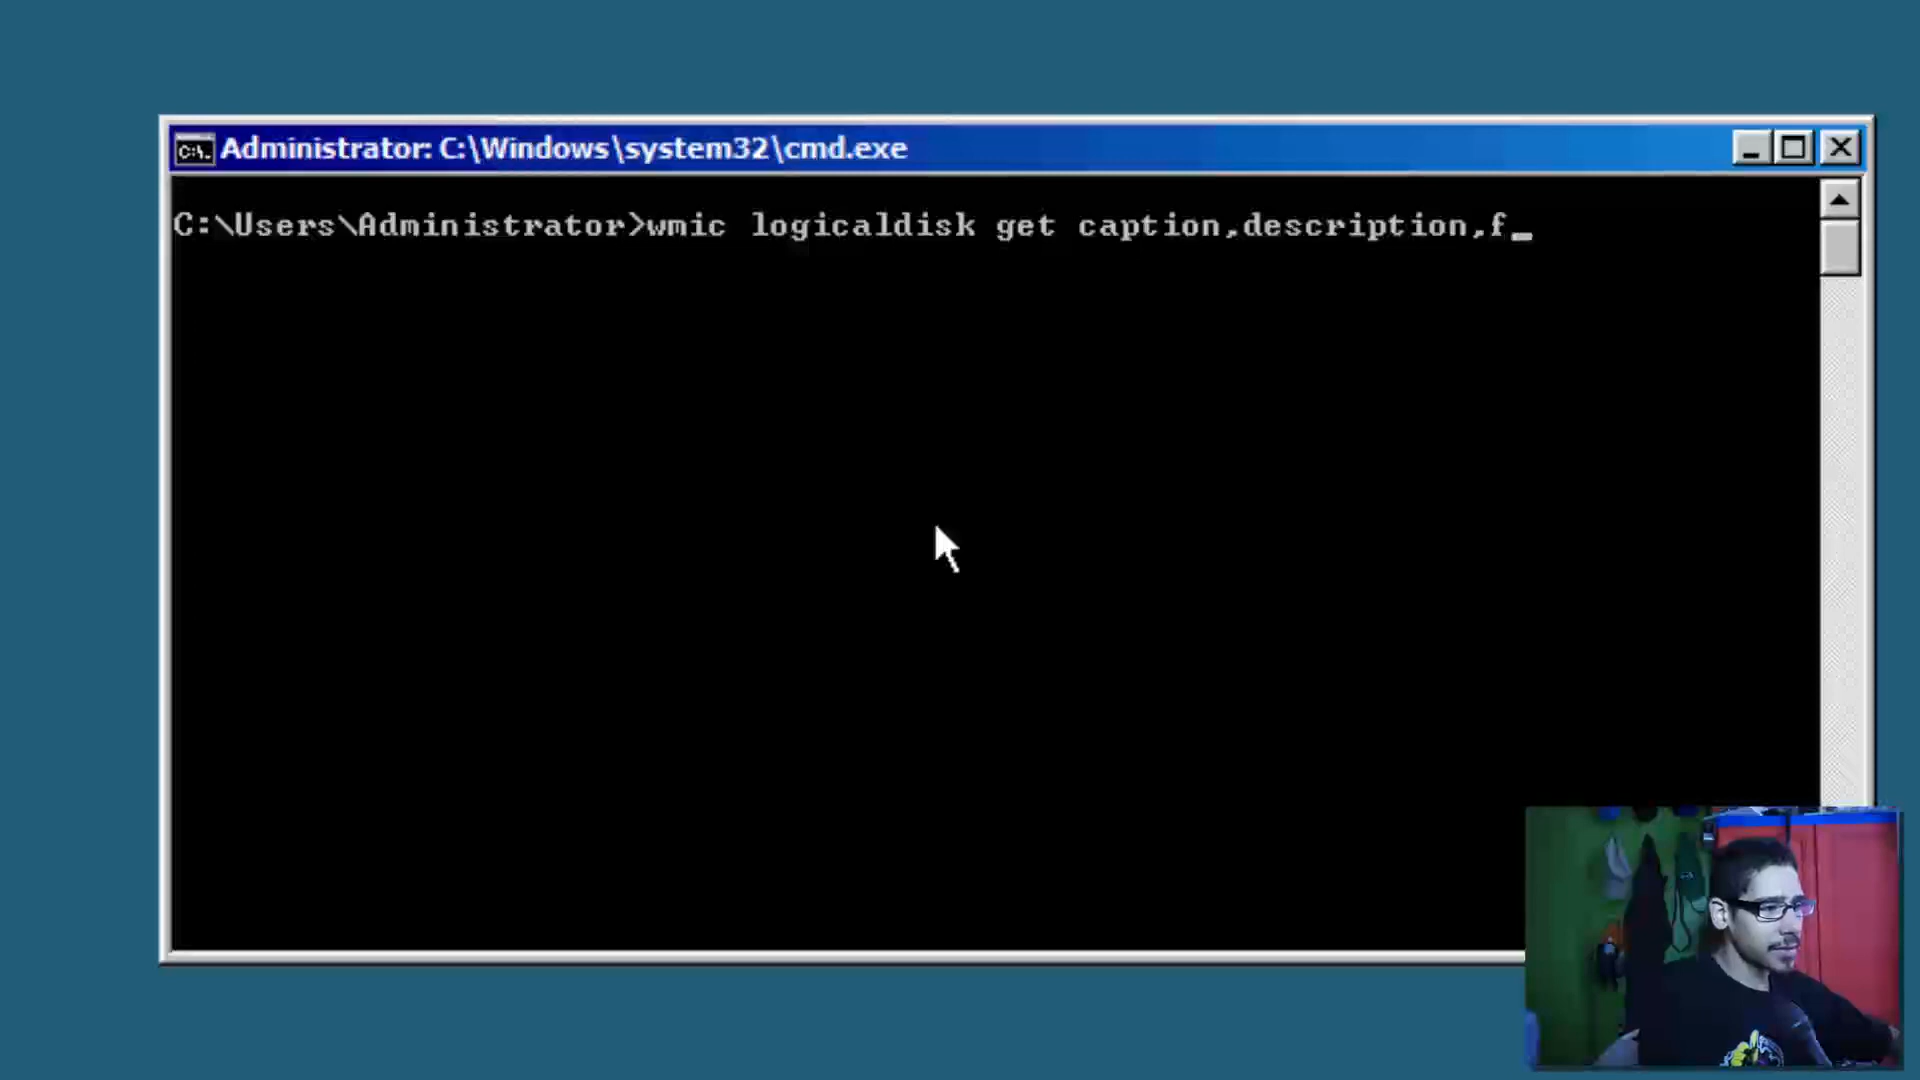 Administrator: C:\Windows\system32\cmd.exe
C:\Users\Administrator>wmic logicaldisk get caption,description,f_